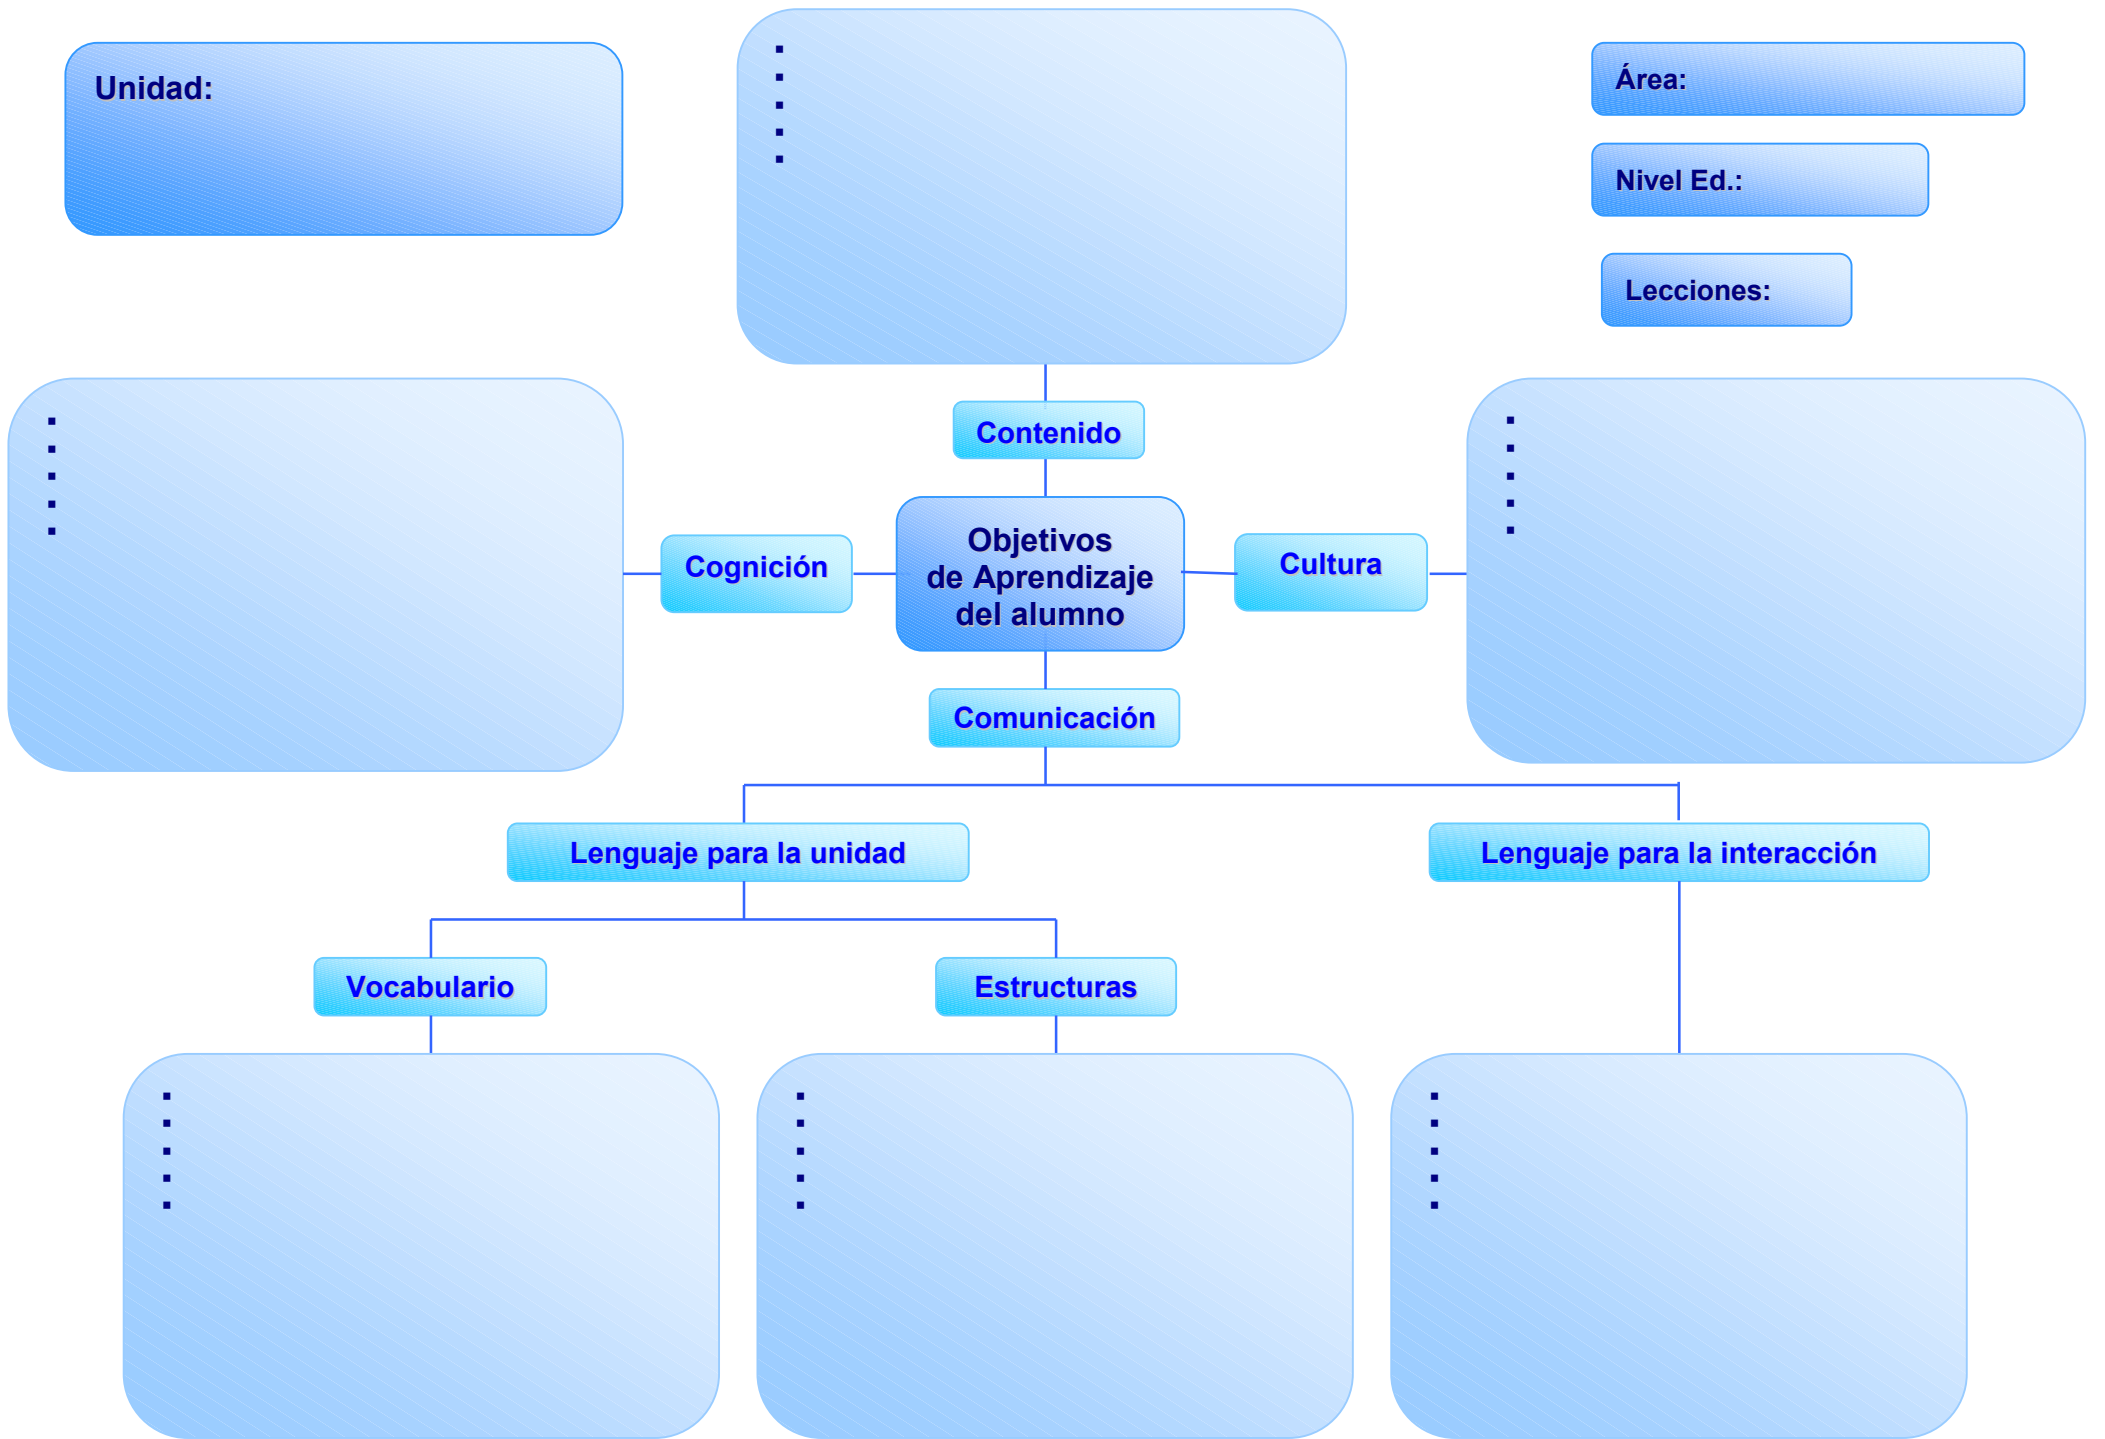 Unidad:
Área:
Nivel Ed.:
Lecciones:
Contenido
Cognición
Objetivos
de Aprendizaje
del alumno
Cultura
Comunicación
Lenguaje para la unidad
Lenguaje para la interacción
Vocabulario
Estructuras